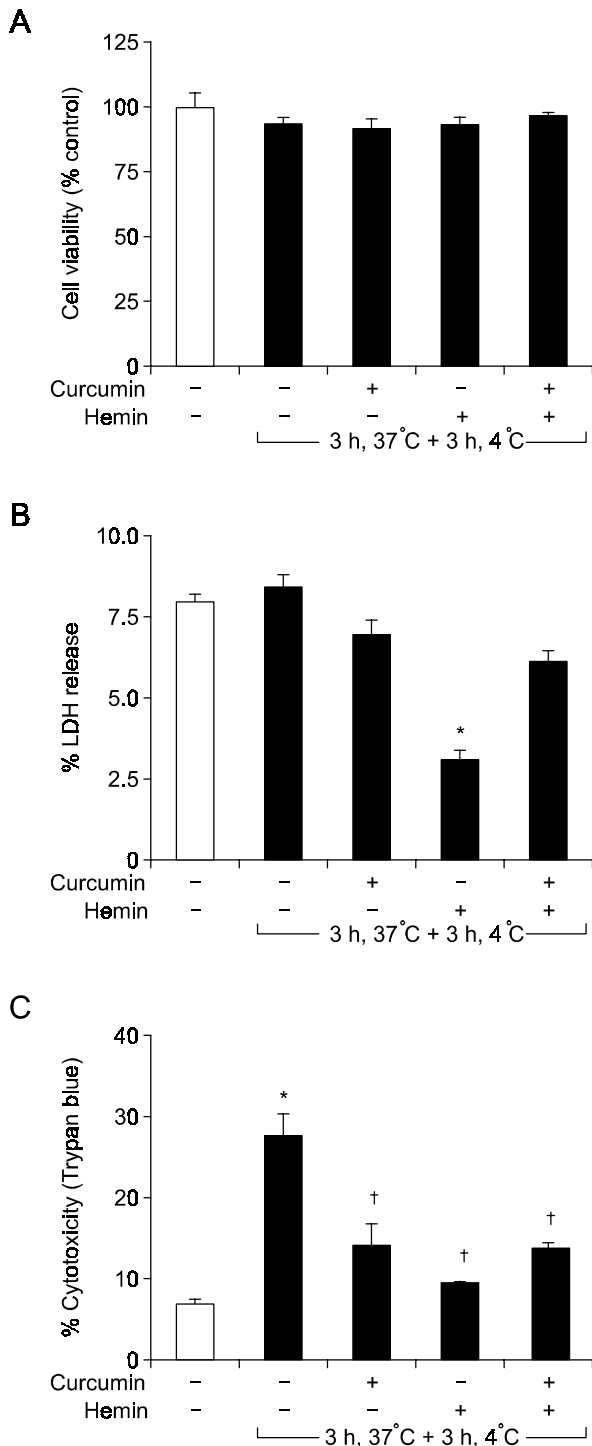 A
Cell viability (% control)
125
100
75
50
25
0
Curcumin – – + – +
Hemin – – – + +
3 h, 37°C + 3 h, 4°C
B
% LDH release
10.0
7.5
5.0
2.5
0
*
Curcumin – – + – +
Hemin – – – + +
3 h, 37°C + 3 h, 4°C
C
% Cytotoxicity (Trypan blue)
40
30
20
10
0
*
† † †
Curcumin – – + – +
Hemin – – – + +
3 h, 37°C + 3 h, 4°C